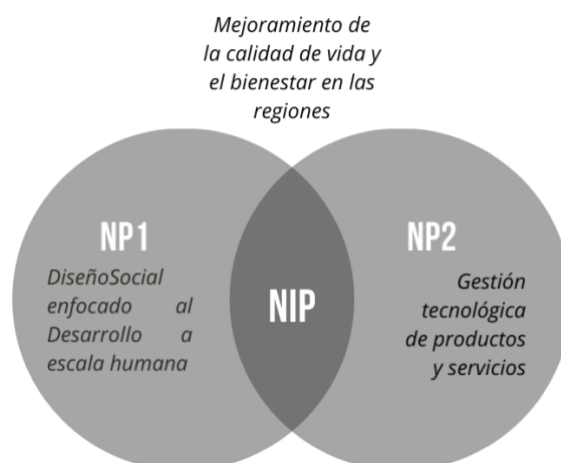 Mejoramiento de
la calidad de vida y
el bienestar en las
regiones
NP1
DiseñoSocial
enfocado al
Desarrollo a
escala humana
NIP
NP2
Gestión
tecnológica
de productos
y servicios